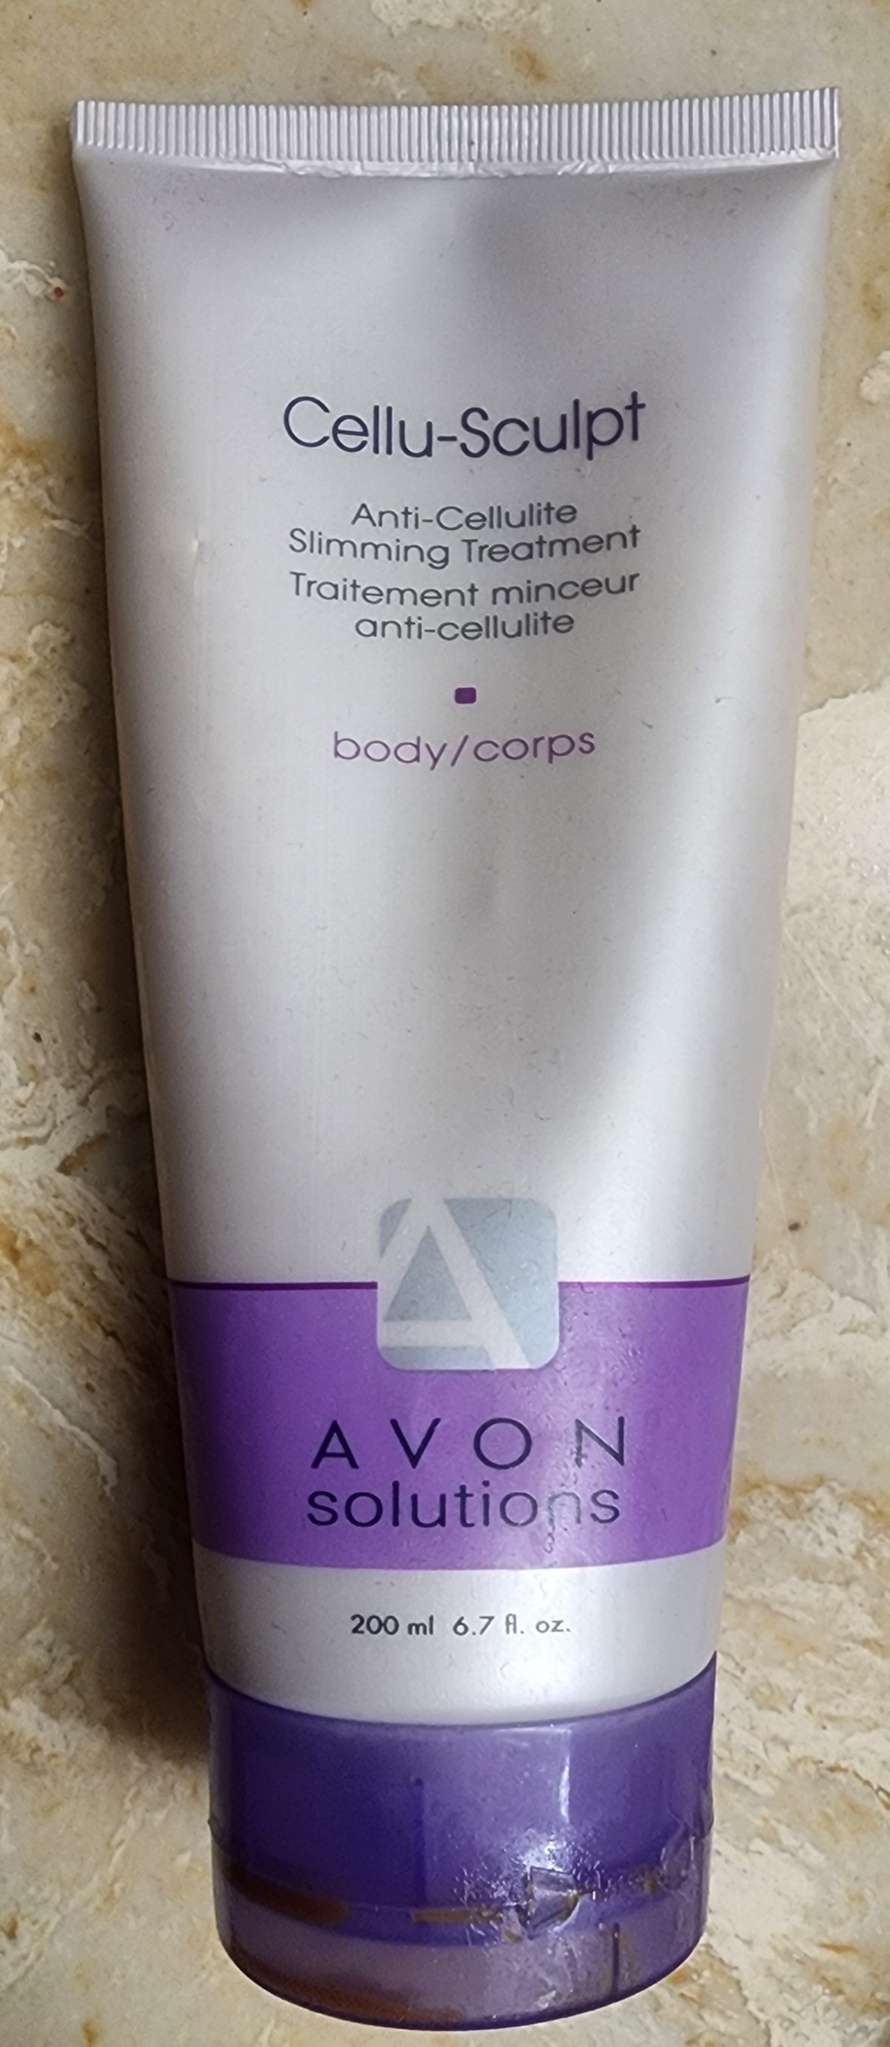 Cellu-Sculpt
Anti-Cellulite
Slimming Treatment
Traitement minceur
anti-cellulite
body/corps
A
AVON
solutions
200 ml 6.7 fl. oz.